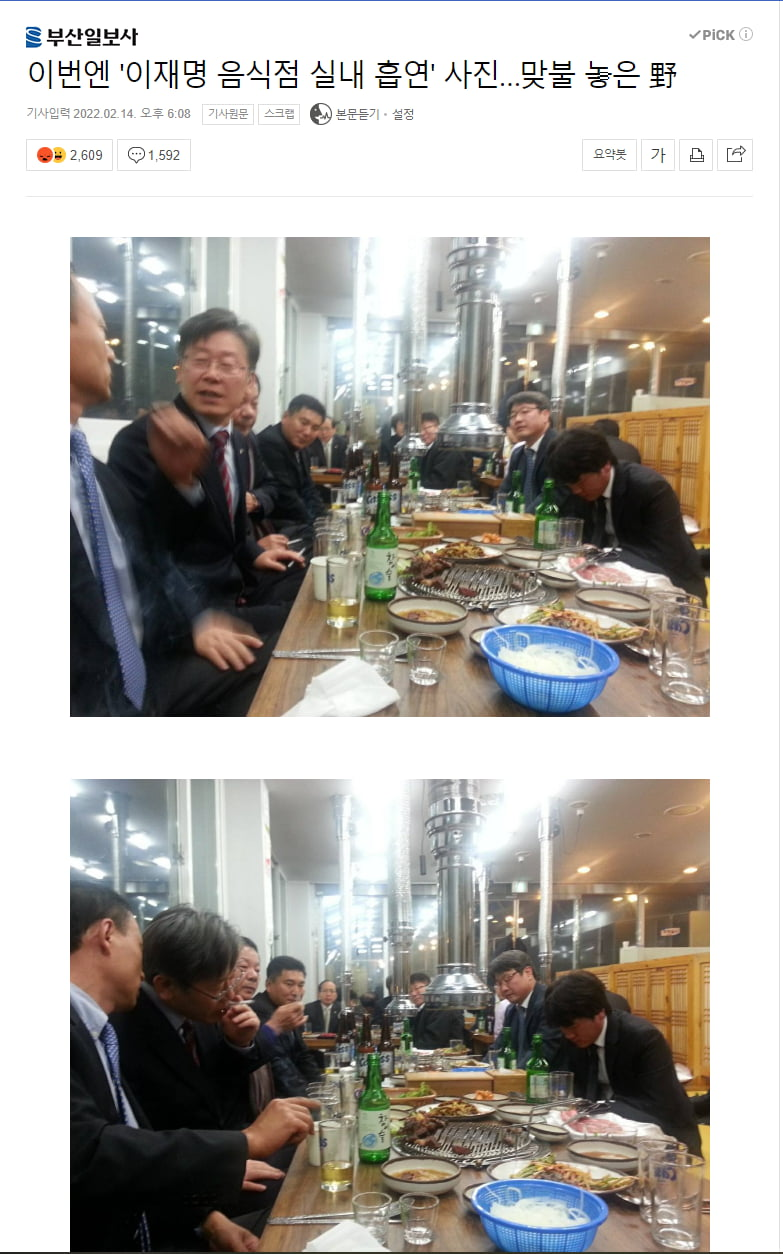 부산일보사
PiCK
이번엔 '이재명 음식점 실내 흡연' 사진...맞불 놓은 野
기사입력 2022.02.14. 오후 6:08
기사원문
스크랩
본문듣기 · 설정
2,609
1,592
요약봇
가
참이슬